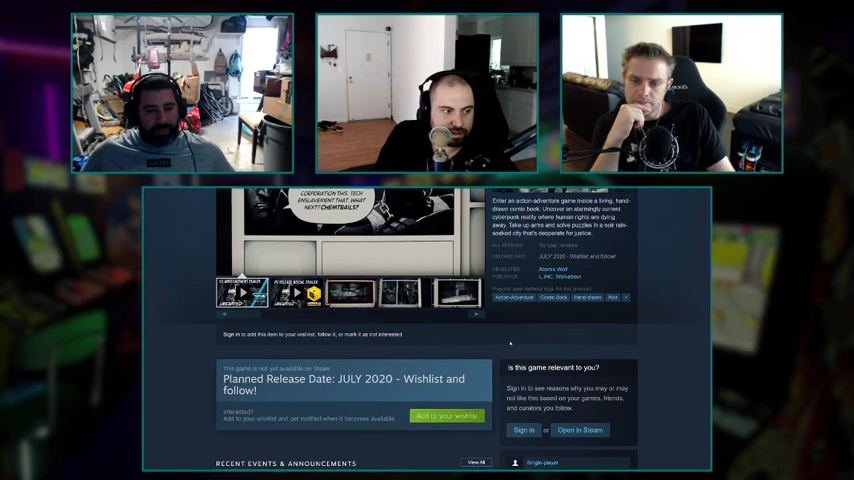 CORPORATION THIS, TECH
ENSLAVEMENT THAT. WHAT
NEXT? CHEMTRAILS?
Enter an action-adventure game inside a living, hand-
drawn comic book. Uncover an alarmingly current
cyberpunk reality where human rights are dying
away. Take up arms and solve puzzles in a noir rain-
soaked city that's desperate for justice.
ALL REVIEWS: No user reviews
RELEASE DATE: JULY 2020 - Wishlist and follow!
DEVELOPER: Atomic Wolf
PUBLISHER: L.INC, Workabout
Popular user-defined tags for this product:
Action-Adventure Comic Book Hand-drawn Noir +
Sign in to add this item to your wishlist, follow it, or mark it as not interested
This game is not yet available on Steam
Planned Release Date: JULY 2020 - Wishlist and
follow!
Interested?
Add to your wishlist and get notified when it becomes available.
Add to your wishlist
Is this game relevant to you?
Sign in to see reasons why you may or may
not like this based on your games, friends,
and curators you follow.
Sign in or Open in Steam
RECENT EVENTS & ANNOUNCEMENTS
View All
Single-player